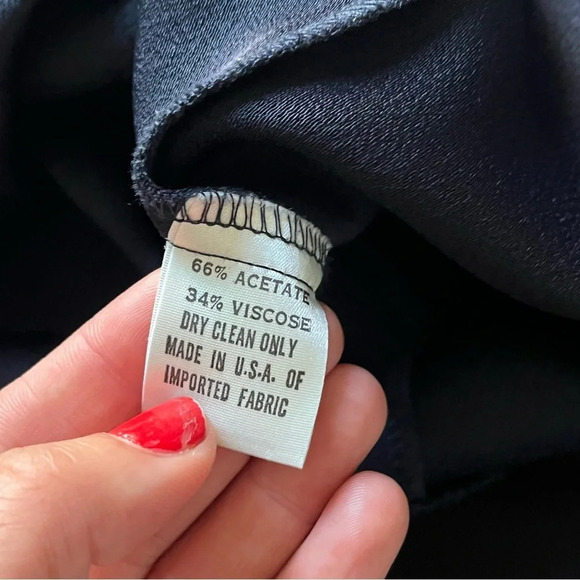 66% ACETATE
34% VISCOSE
DRY CLEAN ONLY
MADE IN U.S.A. OF
IMPORTED FABRIC